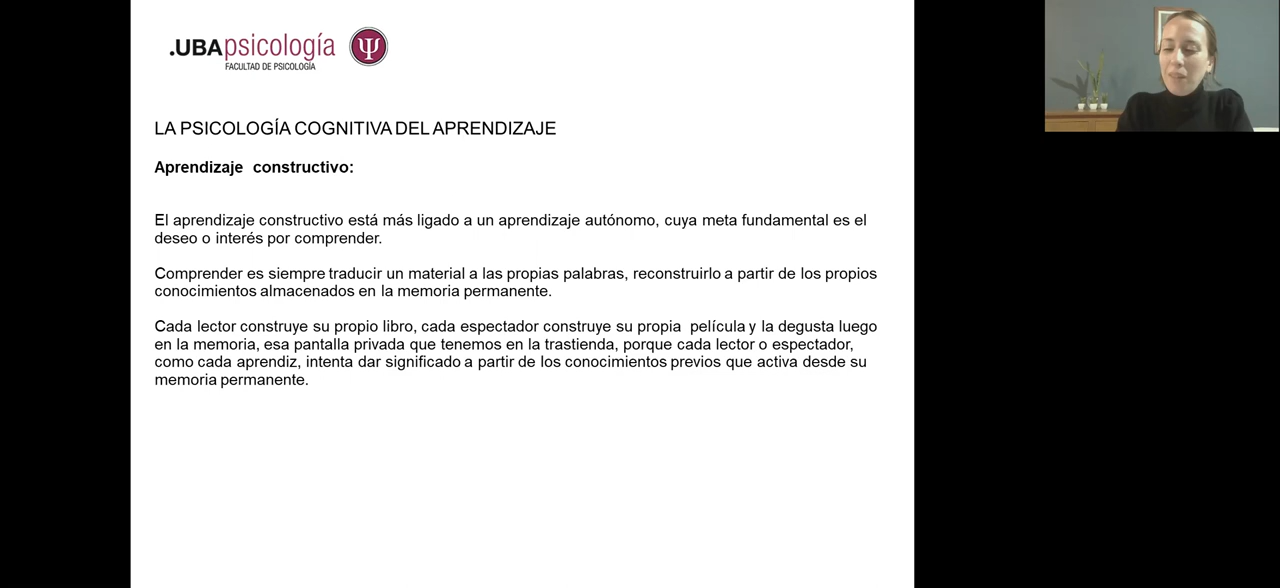 .UBApsicología
FACULTAD DE PSICOLOGÍA
LA PSICOLOGÍA COGNITIVA DEL APRENDIZAJE
Aprendizaje constructivo:
El aprendizaje constructivo está más ligado a un aprendizaje autónomo, cuya meta fundamental es el
deseo o interés por comprender.
Comprender es siempre traducir un material a las propias palabras, reconstruirlo a partir de los propios
conocimientos almacenados en la memoria permanente.
Cada lector construye su propio libro, cada espectador construye su propia película y la degusta luego
en la memoria, esa pantalla privada que tenemos en la trastienda, porque cada lector o espectador,
como cada aprendiz, intenta dar significado a partir de los conocimientos previos que activa desde su
memoria permanente.